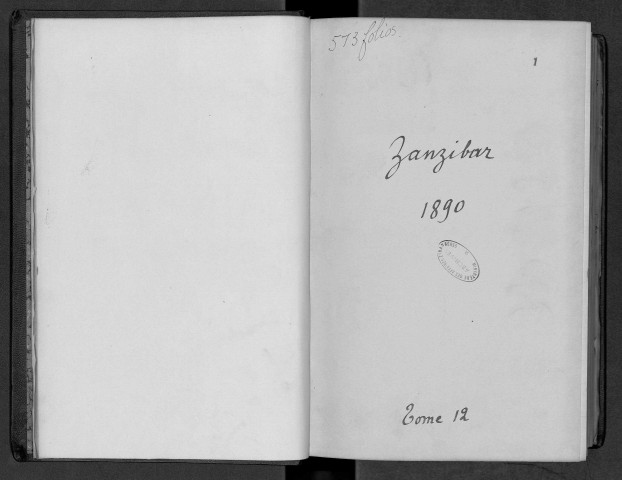 573 folios.
1
Zanzibar
1890
Tome 12